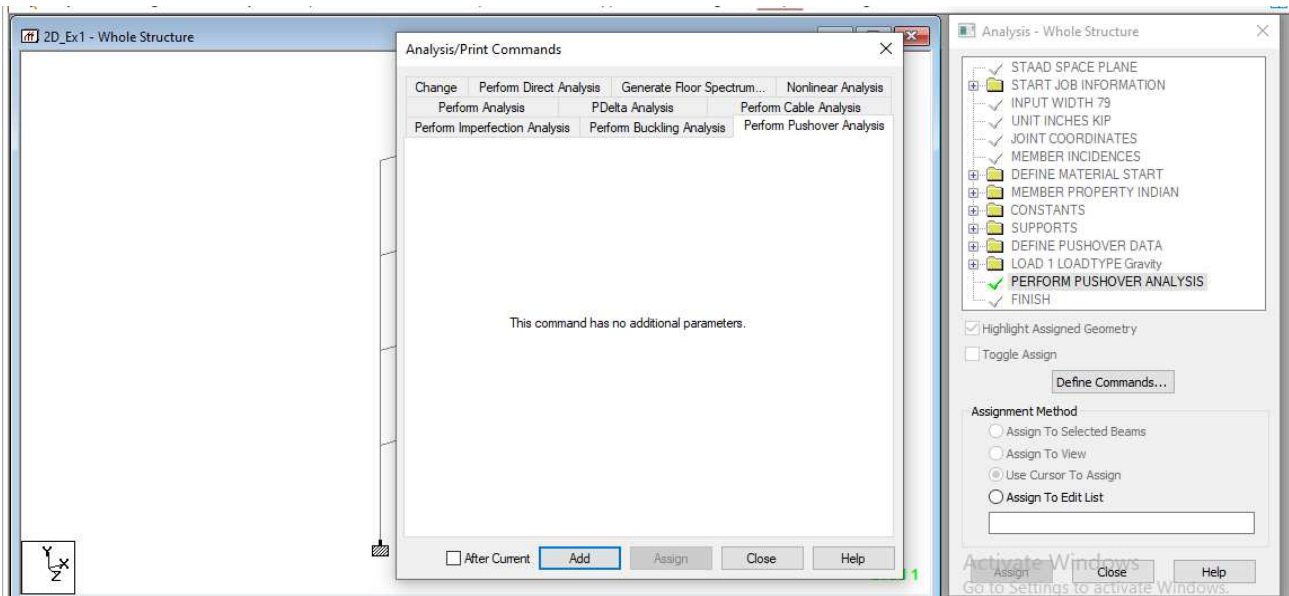 2D_Ex1 - Whole Structure
Analysis/Print Commands
Change Perform Direct Analysis Generate Floor Spectrum... Nonlinear Analysis
Perform Analysis PDelta Analysis Perform Cable Analysis
Perform Imperfection Analysis Perform Buckling Analysis Perform Pushover Analysis
This command has no additional parameters.
After Current Add Assign Close Help
Y
X
Z
1
Analysis - Whole Structure
STAAD SPACE PLANE
START JOB INFORMATION
INPUT WIDTH 79
UNIT INCHES KIP
JOINT COORDINATES
MEMBER INCIDENCES
DEFINE MATERIAL START
MEMBER PROPERTY INDIAN
CONSTANTS
SUPPORTS
DEFINE PUSHOVER DATA
LOAD 1 LOADTYPE Gravity
PERFORM PUSHOVER ANALYSIS
FINISH
Highlight Assigned Geometry
Toggle Assign
Define Commands...
Assignment Method
Assign To Selected Beams
Assign To View
Use Cursor To Assign
Assign To Edit List
Activate Windows
Assign Close Help
Go to Settings to activate Windows.